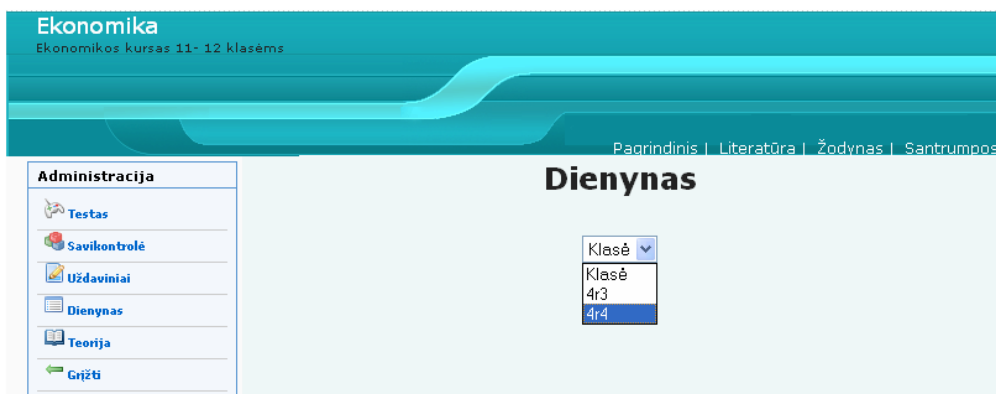 Ekonomika
Ekonomikos kursas 11- 12 klasėms
Pagrindinis | Literatūra | Žodynas | Santrumpos
Administracija
Testas
Savikontrolė
Uždaviniai
Dienynas
Teorija
Grįžti
Dienynas
Klasė
Klasė
4r3
4r4